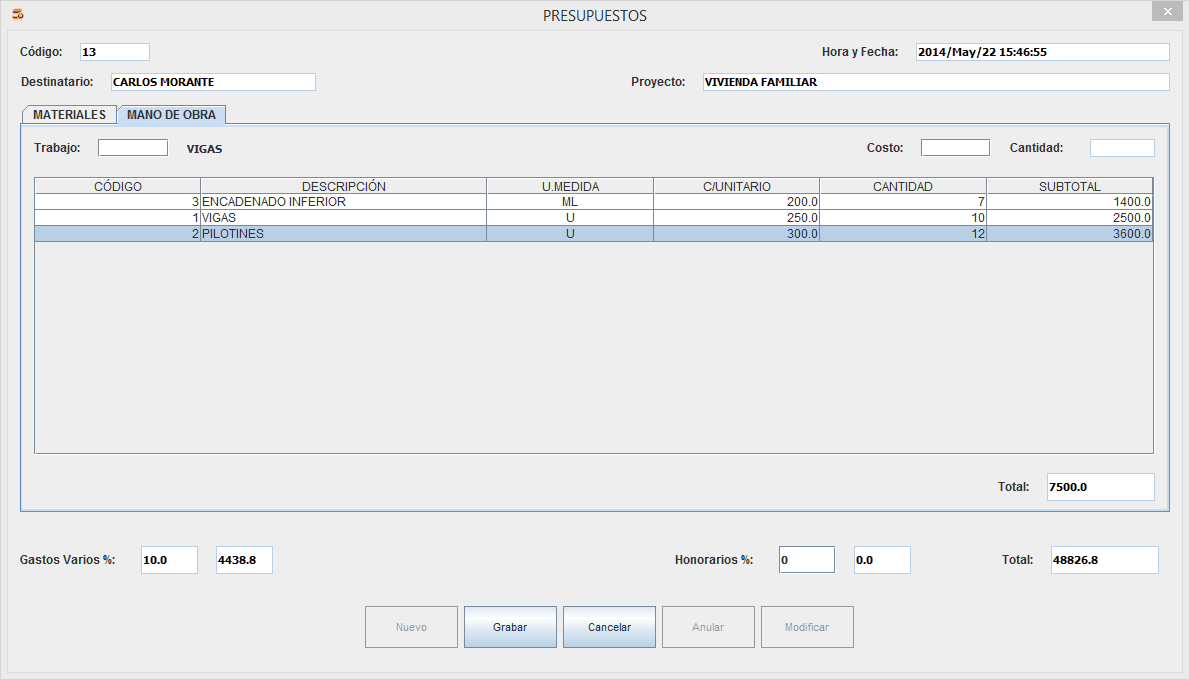 PRESUPUESTOS
Código: 13 Hora y Fecha: 2014/May/22 15:46:55
Destinatario: CARLOS MORANTE Proyecto: VIVIENDA FAMILIAR
MATERIALES MANO DE OBRA
Trabajo: VIGAS Costo: Cantidad:
CÓDIGO DESCRIPCIÓN U.MEDIDA C/UNITARIO CANTIDAD SUBTOTAL
3 ENCADENADO INFERIOR ML 200.0 7 1400.0
1 VIGAS U 250.0 10 2500.0
2 PILOTINES U 300.0 12 3600.0
Total: 7500.0
Gastos Varios %: 10.0 4438.8 Honorarios %: 0 0.0 Total: 48826.8
Nuevo Grabar Cancelar Anular Modificar